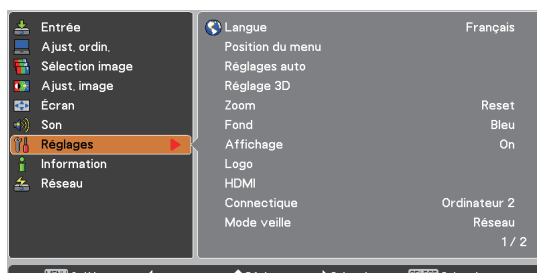 Entrée
Ajust. ordin.
Sélection image
Ajust. image
Écran
Son
Réglages
Information
Réseau
Langue Français
Position du menu
Réglages auto
Réglage 3D
Zoom Reset
Fond Bleu
Affichage On
Logo
HDMI
Connectique Ordinateur 2
Mode veille Réseau
1 / 2